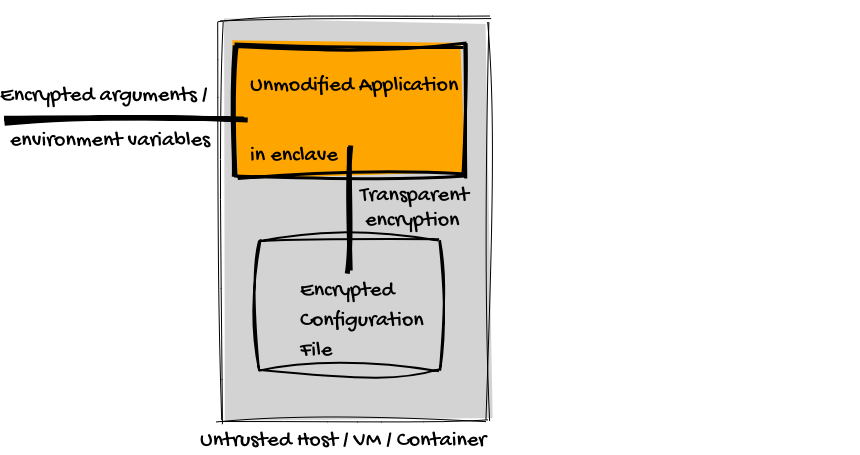 Unmodified Application
Encrypted arguments /
environment variables
in enclave
Transparent
encryption
Encrypted
Configuration
File
Untrusted Host / VM / Container